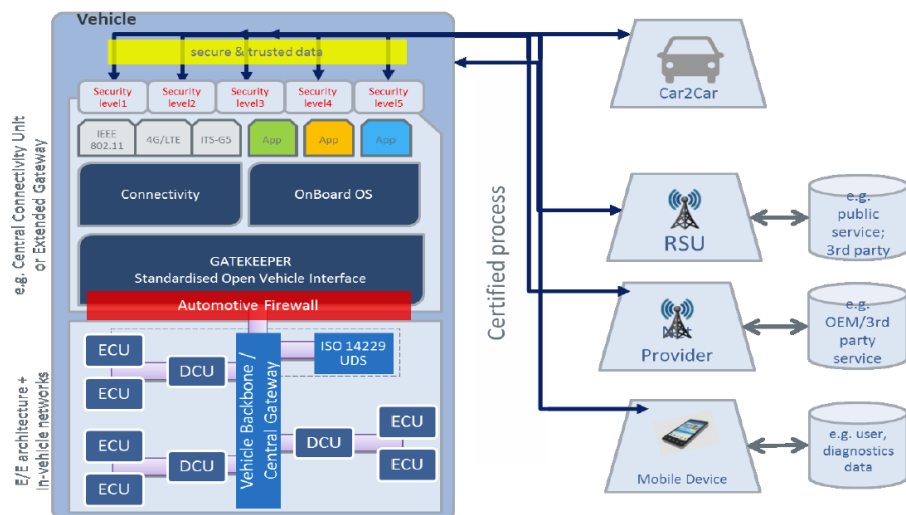 Vehicle
secure & trusted data
Security
level1
Security
level2
Security
level3
Security
level4
Security
level5
IEEE
802.11
4G/LTE
ITS-G5
App
App
App
Connectivity
OnBoard OS
GATEKEEPER
Standardised Open Vehicle Interface
Automotive Firewall
e.g. Central Connectivity Unit
or Extended Gateway
ECU
ECU
DCU
ISO 14229
UDS
Vehicle Backbone /
Central Gateway
ECU
ECU
DCU
DCU
ECU
ECU
E/E architecture +
In-vehicle networks
Certified process
Car2Car
RSU
e.g.
public
service;
3rd party
Provider
e.g.
OEM/3rd
party
service
Mobile Device
e.g. user,
diagnostics
data